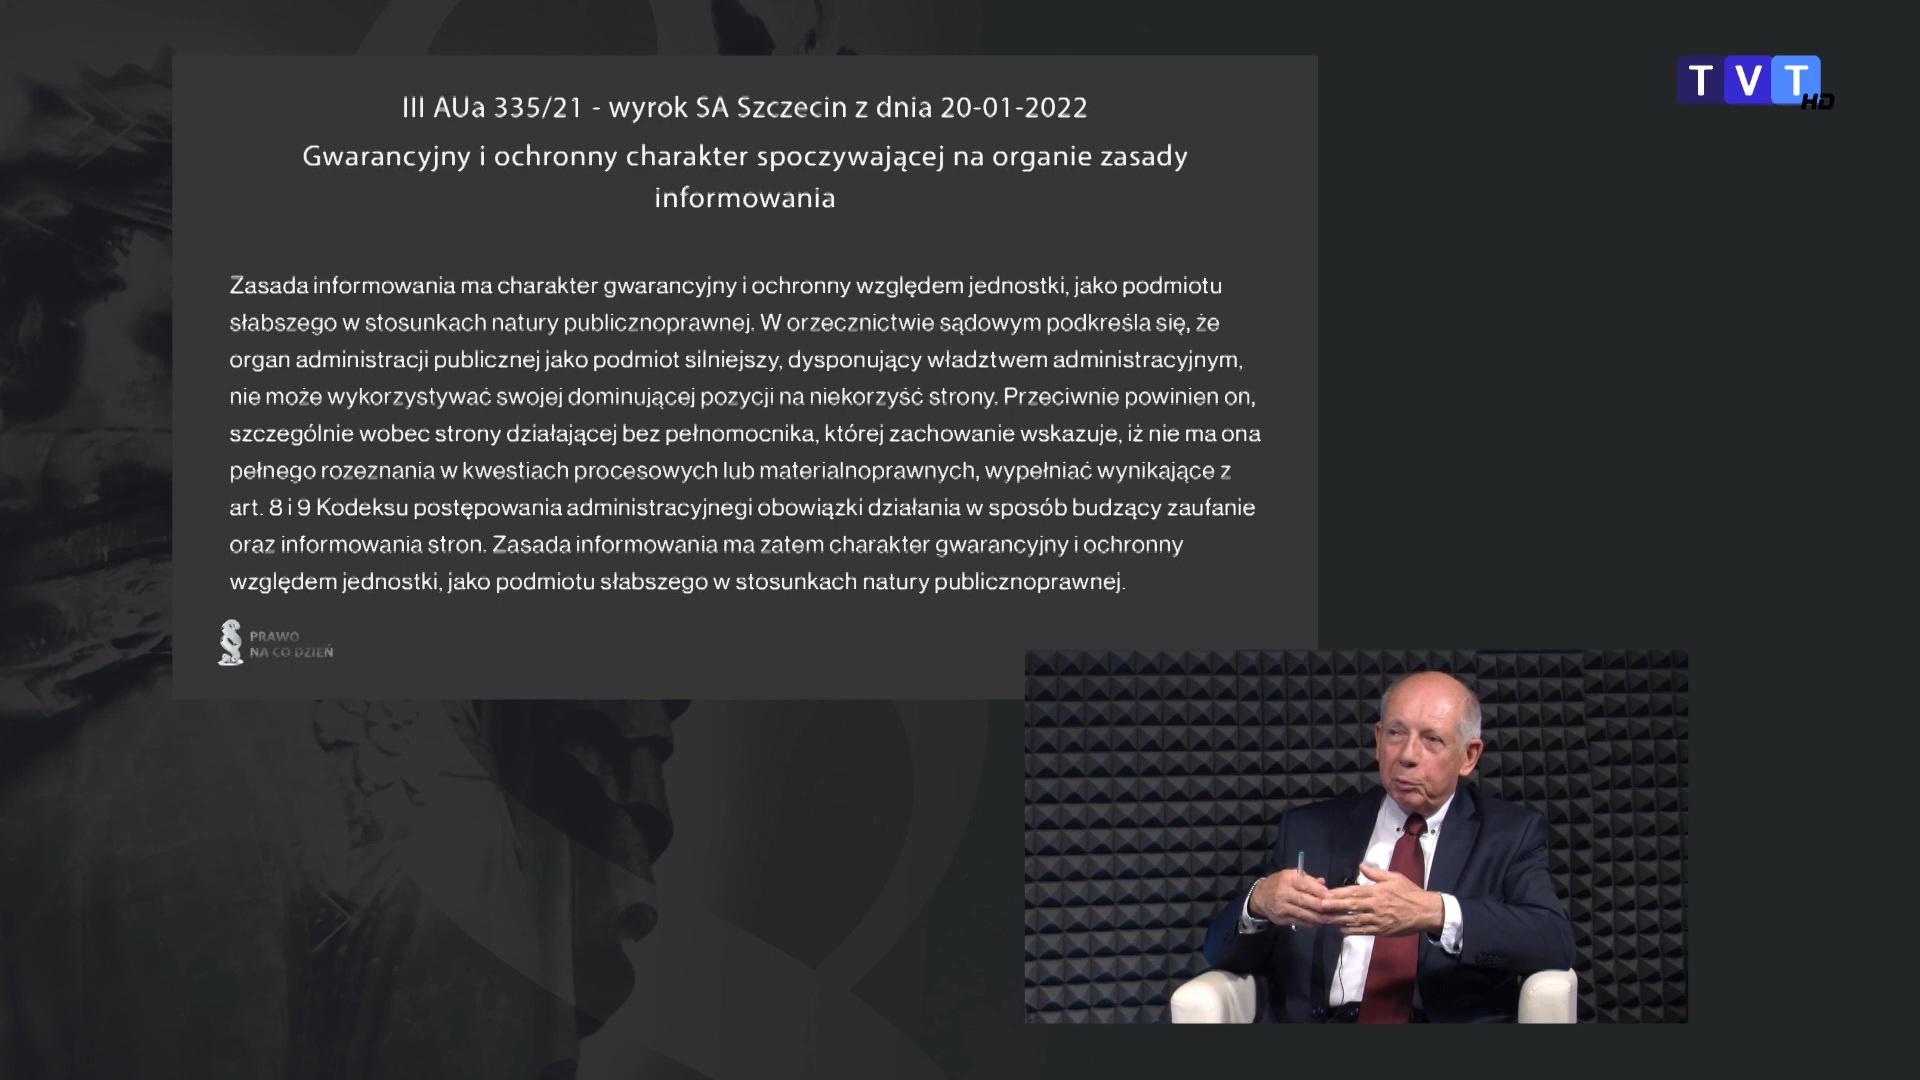 III AUa 335/21 - wyrok SA Szczecin z dnia 20-01-2022
Gwarancyjny i ochronny charakter spoczywającej na organie zasady
informowania
Zasada informowania ma charakter gwarancyjny i ochronny względem jednostki, jako podmiotu
słabszego w stosunkach natury publicznoprawnej. W orzecznictwie sądowym podkreśla się, że
organ administracji publicznej jako podmiot silniejszy, dysponujący władztwem administracyjnym,
nie może wykorzystywać swojej dominującej pozycji na niekorzyść strony. Przeciwnie powinien on,
szczególnie wobec strony działającej bez pełnomocnika, której zachowanie wskazuje, iż nie ma ona
pełnego rozeznania w kwestiach procesowych lub materialnoprawnych, wypełniać wynikające z
art. 8 i 9 Kodeksu postępowania administracyjnegi obowiązki działania w sposób budzący zaufanie
oraz informowania stron. Zasada informowania ma zatem charakter gwarancyjny i ochronny
względem jednostki, jako podmiotu słabszego w stosunkach natury publicznoprawnej.
PRAWO
NA CO DZIEŃ
TVT
HD